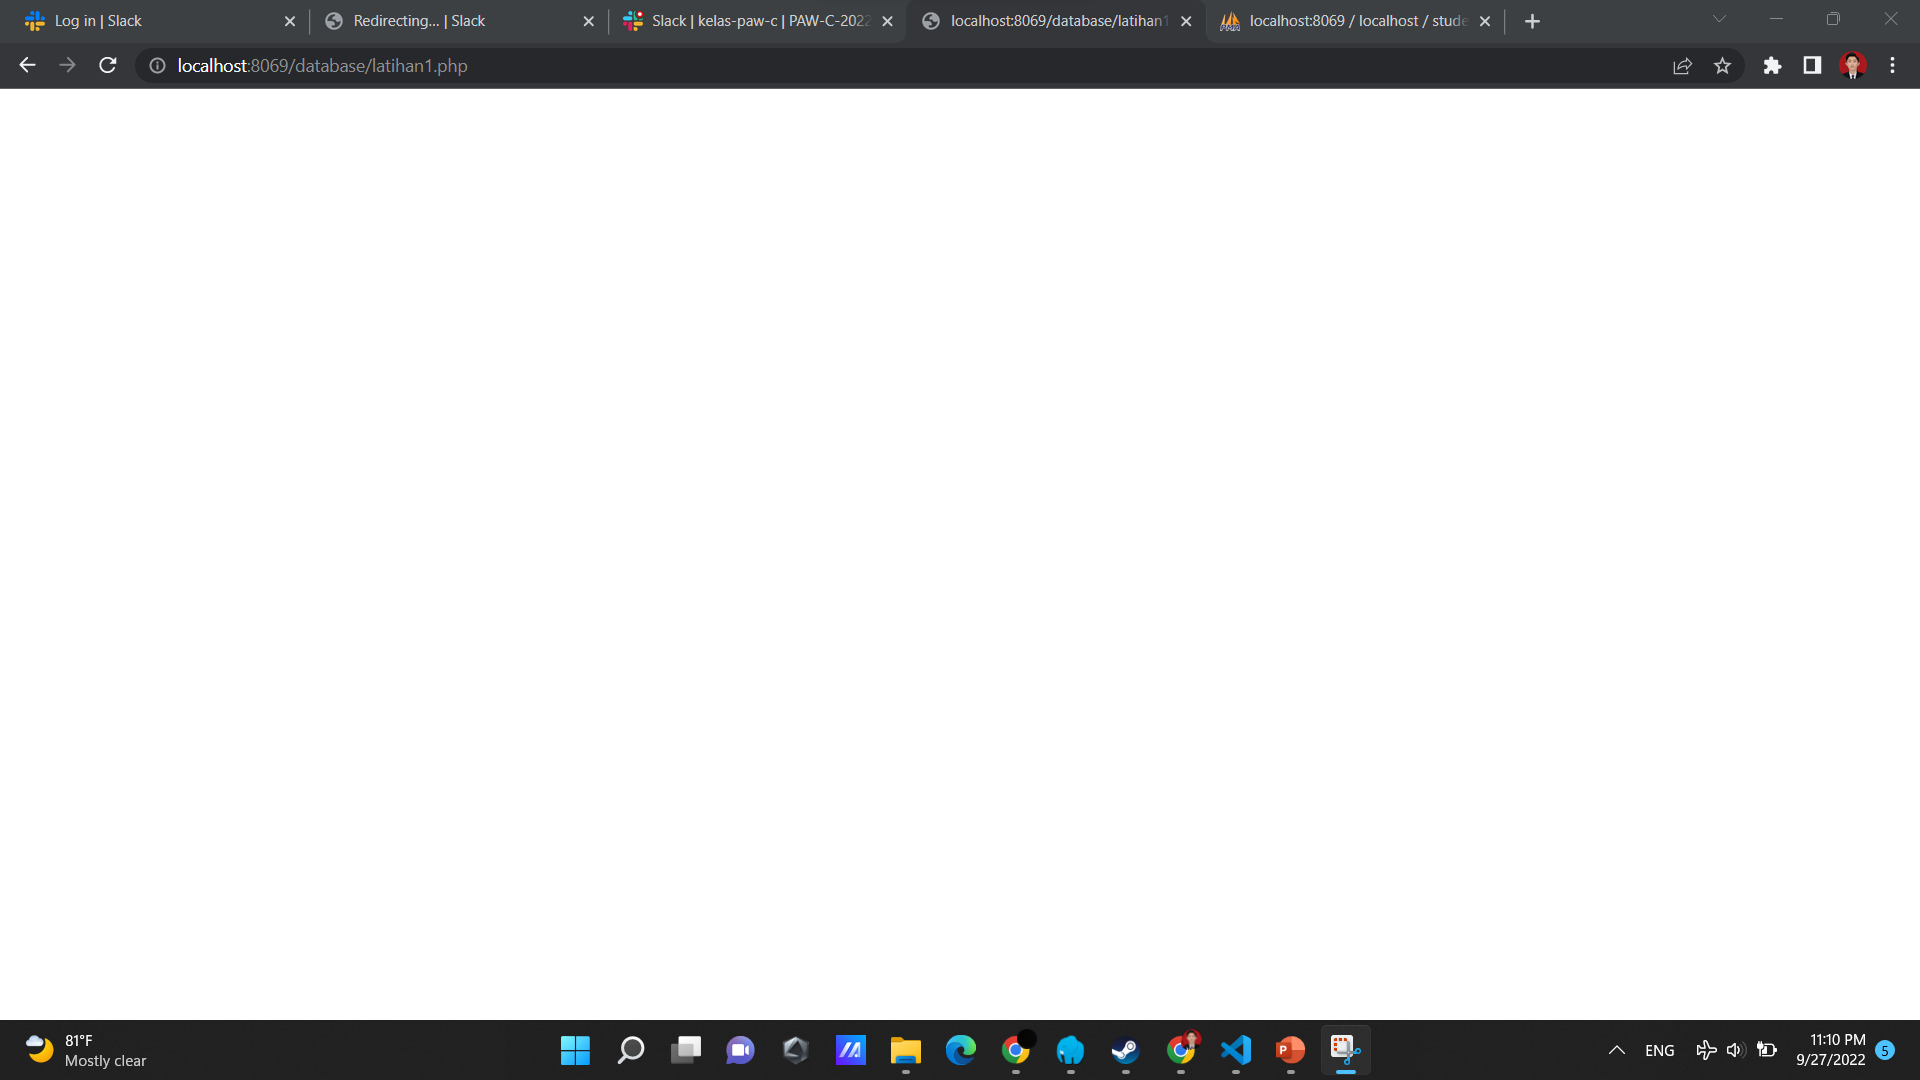 Log in | Slack
Redirecting... | Slack
Slack | kelas-paw-c | PAW-C-2022
localhost:8069/database/latihan1
localhost:8069 / localhost / stude
localhost:8069/database/latihan1.php
81°F
Mostly clear
ENG
11:10 PM
9/27/2022
5